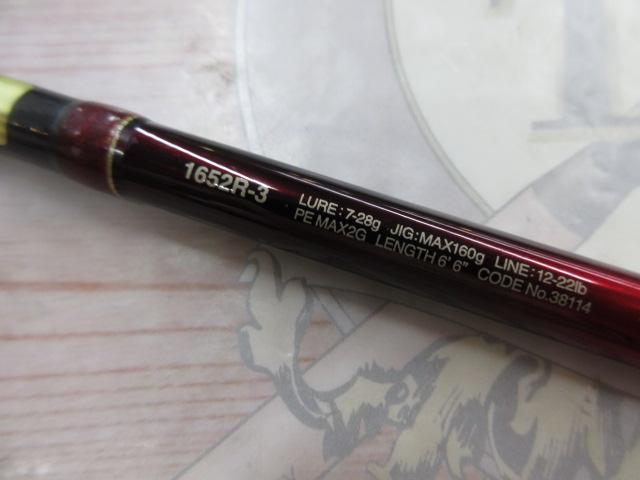 1652R-3
LURE : 7-28g JIG:MAX160g LINE : 12-22lb
PE MAX2G LENGTH 6' 6" CODE No.38114